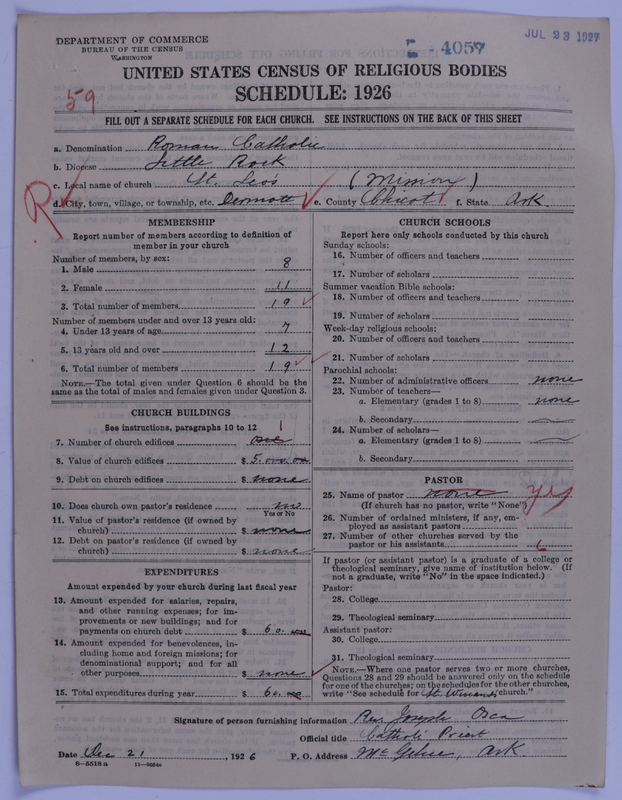 JUL 23 1927
E-4057
DEPARTMENT OF COMMERCE
BUREAU OF THE CENSUS
WASHINGTON
UNITED STATES CENSUS OF RELIGIOUS BODIES
SCHEDULE: 1926
59
FILL OUT A SEPARATE SCHEDULE FOR EACH CHURCH. SEE INSTRUCTIONS ON THE BACK OF THIS SHEET
a. Denomination Roman Catholic
b. Diocese Little Rock
c. Local name of church St. Leo's (Mission)
R
d. City, town, village, or township, etc. Dermott e. County Chicot f. State Ark.
MEMBERSHIP
Report number of members according to definition of
member in your church
Number of members, by sex:
1. Male 8
2. Female 11
3. Total number of members 19
Number of members under and over 13 years old:
4. Under 13 years of age 7
5. 13 years old and over 12
6. Total number of members 19
NOTE.—The total given under Question 6 should be the
same as the total of males and females given under Question 3.
CHURCH BUILDINGS
See instructions, paragraphs 10 to 12
7. Number of church edifices one 1
8. Value of church edifices $ 5.000.00
9. Debt on church edifices $ none
10. Does church own pastor's residence no
Yes or No
11. Value of pastor's residence (if owned by
church) $ none
12. Debt on pastor's residence (if owned by
church) $ none
EXPENDITURES
Amount expended by your church during last fiscal year
13. Amount expended for salaries, repairs,
and other running expenses; for im-
provements or new buildings; and for
payments on church debt $ 60.00
14. Amount expended for benevolences, in-
cluding home and foreign missions; for
denominational support; and for all
other purposes $ none
15. Total expenditures during year $ 60.00
CHURCH SCHOOLS
Report here only schools conducted by this church
Sunday schools:
16. Number of officers and teachers
17. Number of scholars
Summer vacation Bible schools:
18. Number of officers and teachers
19. Number of scholars
Week-day religious schools:
20. Number of officers and teachers
21. Number of scholars
Parochial schools:
22. Number of administrative officers none
23. Number of teachers—
a. Elementary (grades 1 to 8) none
b. Secondary
24. Number of scholars—
a. Elementary (grades 1 to 8)
b. Secondary
PASTOR
25. Name of pastor none yes
(If church has no pastor, write "None")
26. Number of ordained ministers, if any, em-
ployed as assistant pastors
27. Number of other churches served by the
pastor or his assistants 6
If pastor (or assistant pastor) is a graduate of a college or
theological seminary, give name of institution below. (If
not a graduate, write "No" in the space indicated.)
Pastor:
28. College
29. Theological seminary
Assistant pastor:
30. College
31. Theological seminary
NOTE.—Where one pastor serves two or more churches,
Questions 28 and 29 should be answered only on the schedule
for one of the churches; on the schedules for the other churches,
write "See schedule for St. church."
Signature of person furnishing information Rev. Joseph
Official title Catholic Priest
Date Dec 21, 1926 P. O. Address McGehee, Ark.
8—5518 a